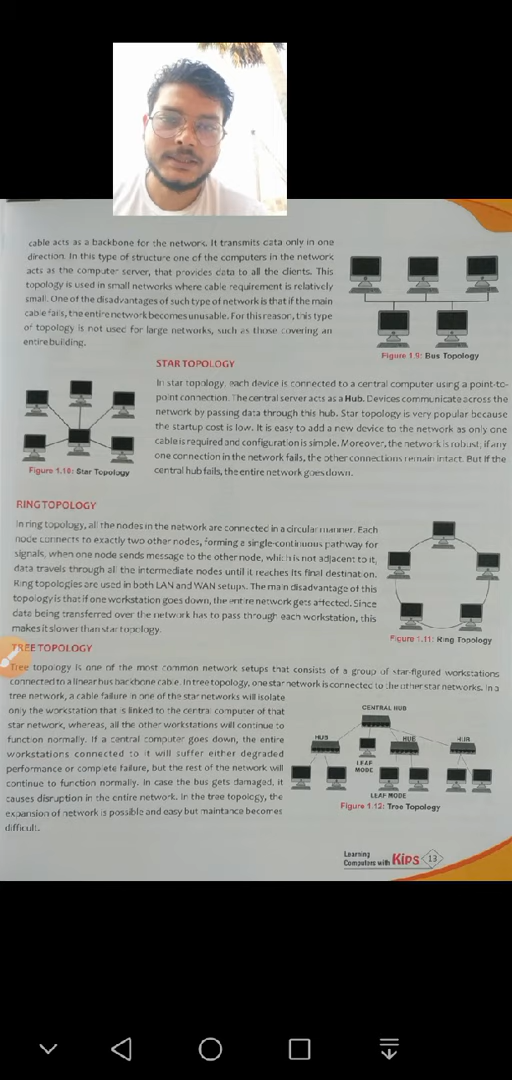 cable acts as a backbone for the network. It transmits data only in one
direction. In this type of structure one of the computers in the network
acts as the computer server, that provides data to all the clients. This
topology is used in small networks where cable requirement is relatively
small. One of the disadvantages of such type of network is that if the main
cable fails, the entire network becomes unusable. For this reason, this type
of topology is not used for large networks, such as those covering an
entire building.
Figure 1.9: Bus Topology
STAR TOPOLOGY
In star topology, each device is connected to a central computer using a point-to-
point connection. The central server acts as a Hub. Devices communicate across the
network by passing data through this hub. Star topology is very popular because
the startup cost is low. It is easy to add a new device to the network as only one
cable is required and configuration is simple. Moreover, the network is robust; if any
one connection in the network fails, the other connections remain intact. But if the
central hub fails, the entire network goes down.
Figure 1.10: Star Topology
RING TOPOLOGY
In ring topology, all the nodes in the network are connected in a circular manner. Each
node connects to exactly two other nodes, forming a single-continuous pathway for
signals, when one node sends message to the other node, which is not adjacent to it,
data travels through all the intermediate nodes until it reaches its final destination.
Ring topologies are used in both LAN and WAN setups. The main disadvantage of this
topology is that if one workstation goes down, the entire network gets affected. Since
data being transferred over the network has to pass through each workstation, this
makes it slower than star topology.
Figure 1.11: Ring Topology
TREE TOPOLOGY
Tree topology is one of the most common network setups that consists of a group of star-figured workstations
connected to a linear bus backbone cable. In tree topology, one star network is connected to the other star networks. In a
tree network, a cable failure in one of the star networks will isolate
only the workstation that is linked to the central computer of that
star network, whereas, all the other workstations will continue to
function normally. If a central computer goes down, the entire
workstations connected to it will suffer either degraded
performance or complete failure, but the rest of the network will
continue to function normally. In case the bus gets damaged, it
causes disruption in the entire network. In the tree topology, the
expansion of network is possible and easy but maintance becomes
difficult.
CENTRAL HUB
HUB
HUB
HUB
LEAF
MODE
LEAF MODE
Figure 1.12: Tree Topology
Learning
Computers with Kips 13